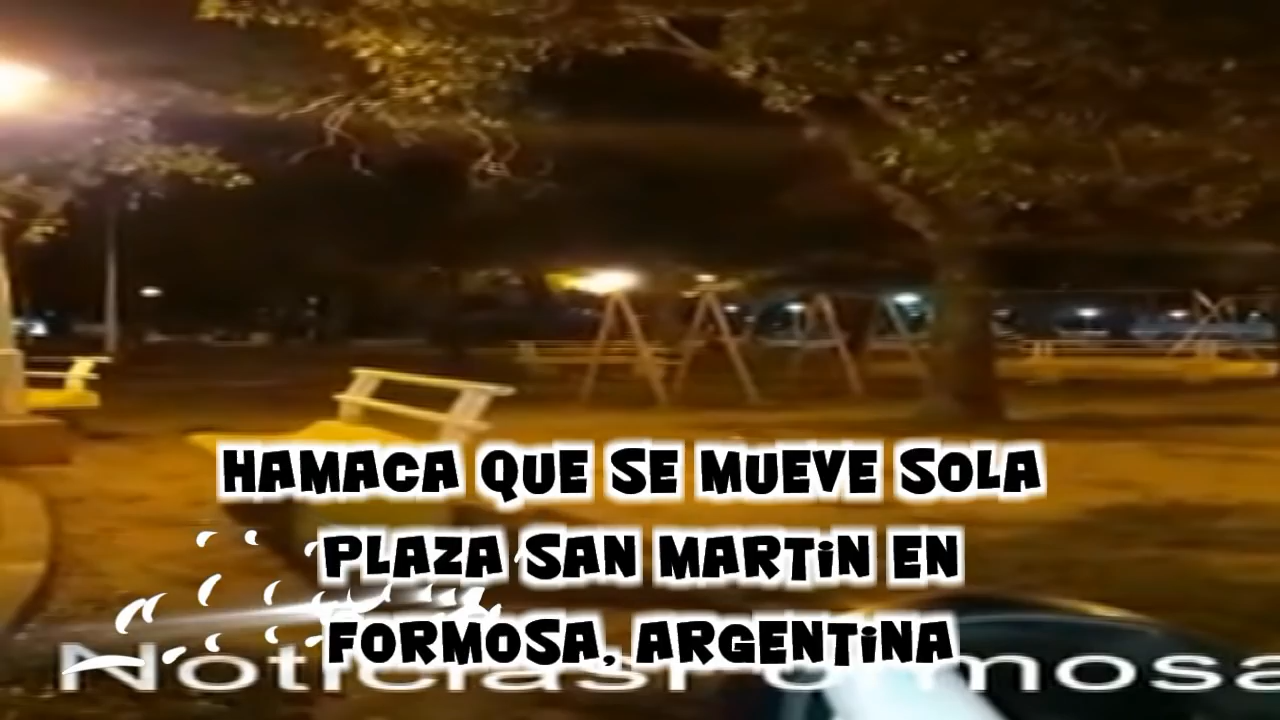 HAMACA QUE SE MUEVE SOLA
PLAZA SAN MARTIN EN
FORMOSA, ARGENTINA